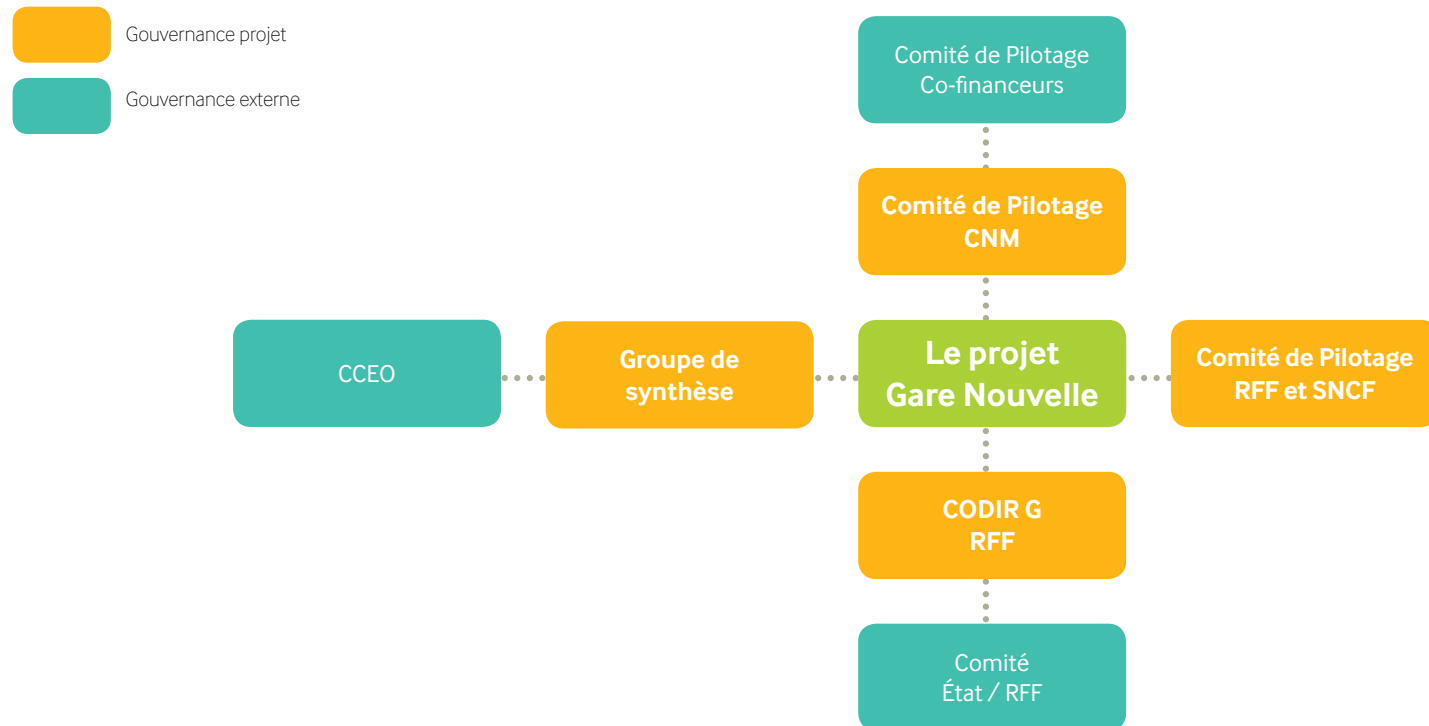 Gouvernance projet
Gouvernance externe
Comité de Pilotage
Co-financeurs
Comité de Pilotage
CNM
CCEO
Groupe de
synthèse
Le projet
Gare Nouvelle
Comité de Pilotage
RFF et SNCF
CODIR G
RFF
Comité
État / RFF